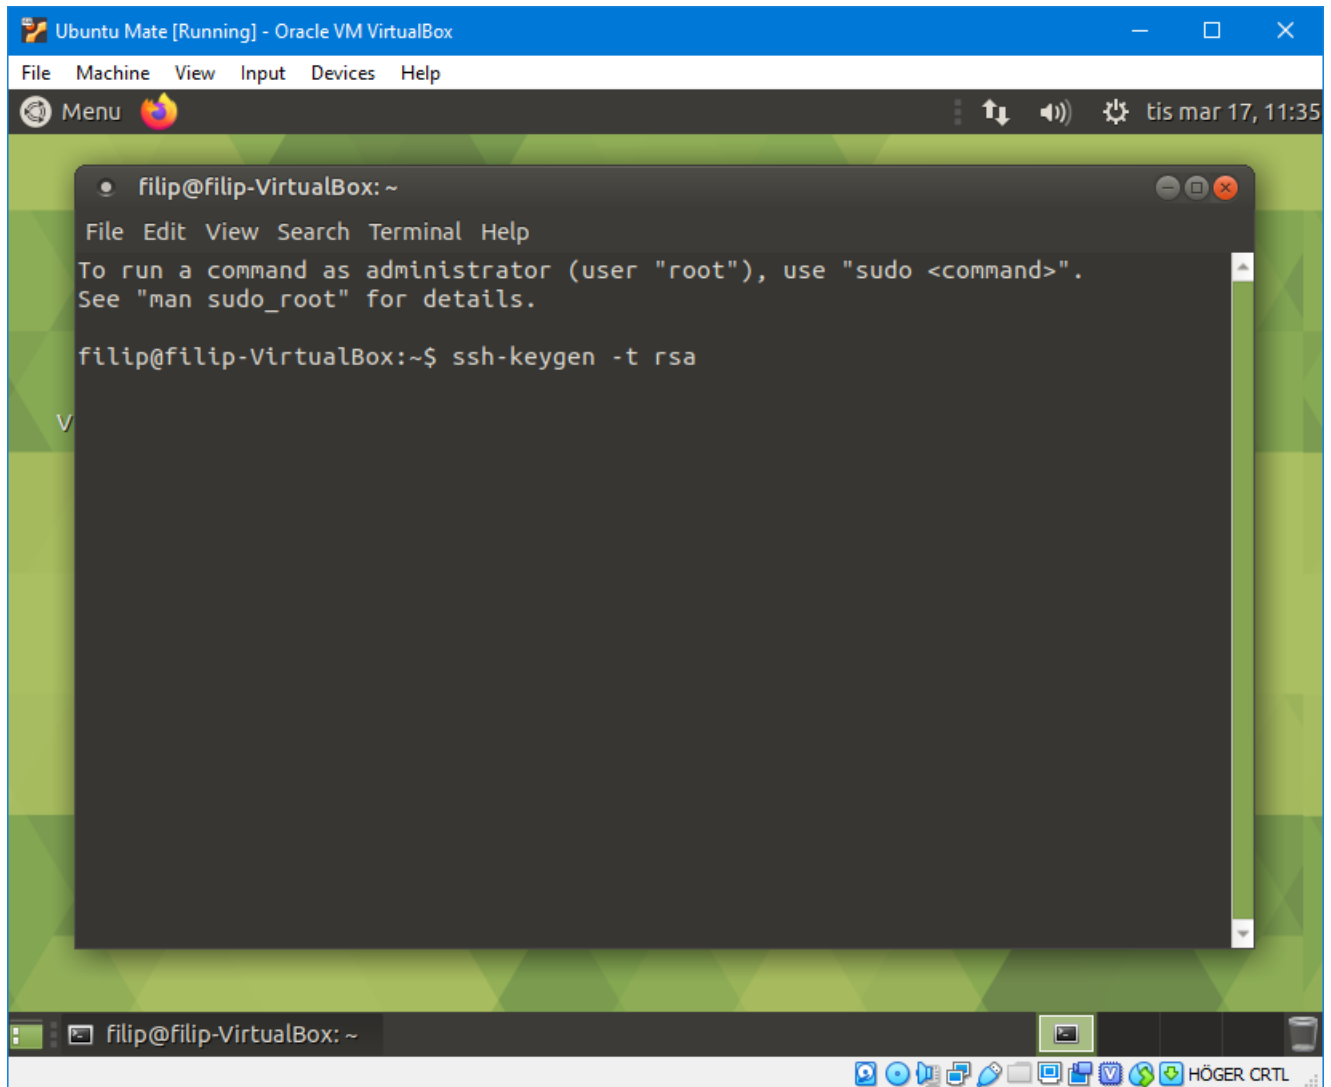 Ubuntu Mate [Running] - Oracle VM VirtualBox
File Machine View Input Devices Help
Menu tis mar 17, 11:35
filip@filip-VirtualBox: ~
File Edit View Search Terminal Help
To run a command as administrator (user "root"), use "sudo <command>".
See "man sudo_root" for details.
filip@filip-VirtualBox:~$ ssh-keygen -t rsa
V
filip@filip-VirtualBox: ~
HÖGER CRTL